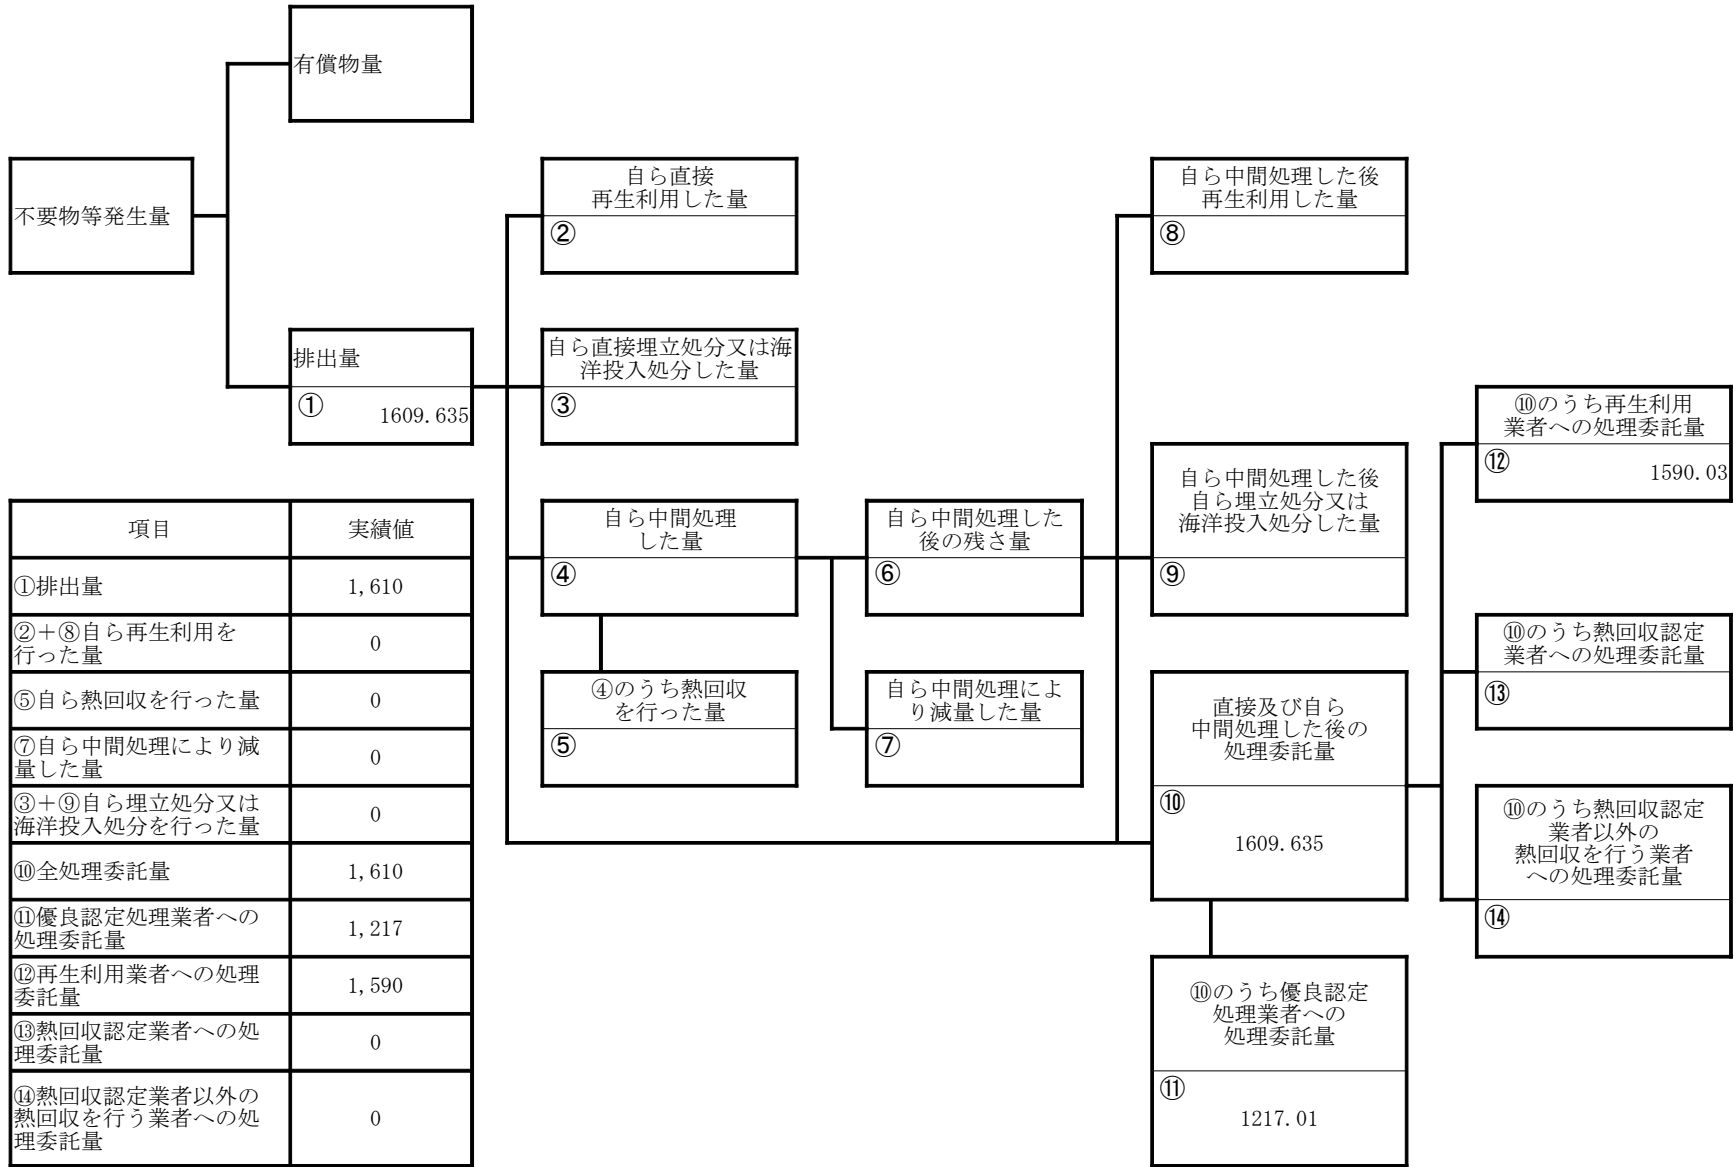 有償物量
不要物等発生量
自ら直接
再生利用した量
②
自ら中間処理した後
再生利用した量
⑧
排出量
①
1609.635
自ら直接埋立処分又は海
洋投入処分した量
③
⑩のうち再生利用
業者への処理委託量
⑫
1590.03
自ら中間処理
した量
④
自ら中間処理した
後の残さ量
⑥
自ら中間処理した後
自ら埋立処分又は
海洋投入処分した量
⑨
④のうち熱回収
を行った量
⑤
自ら中間処理によ
り減量した量
⑦
直接及び自ら
中間処理した後の
処理委託量
⑩
1609.635
⑩のうち熱回収認定
業者への処理委託量
⑬
⑩のうち熱回収認定
業者以外の
熱回収を行う業者
への処理委託量
⑭
⑩のうち優良認定
処理業者への
処理委託量
⑪
1217.01
項目 実績値
①排出量 1,610
②+⑧自ら再生利用を
行った量 0
⑤自ら熱回収を行った量 0
⑦自ら中間処理により減
量した量 0
③+⑨自ら埋立処分又は
海洋投入処分を行った量 0
⑩全処理委託量 1,610
⑪優良認定処理業者への
処理委託量 1,217
⑫再生利用業者への処理
委託量 1,590
⑬熱回収認定業者への処
理委託量 0
⑭熱回収認定業者以外の
熱回収を行う業者への処
理委託量 0